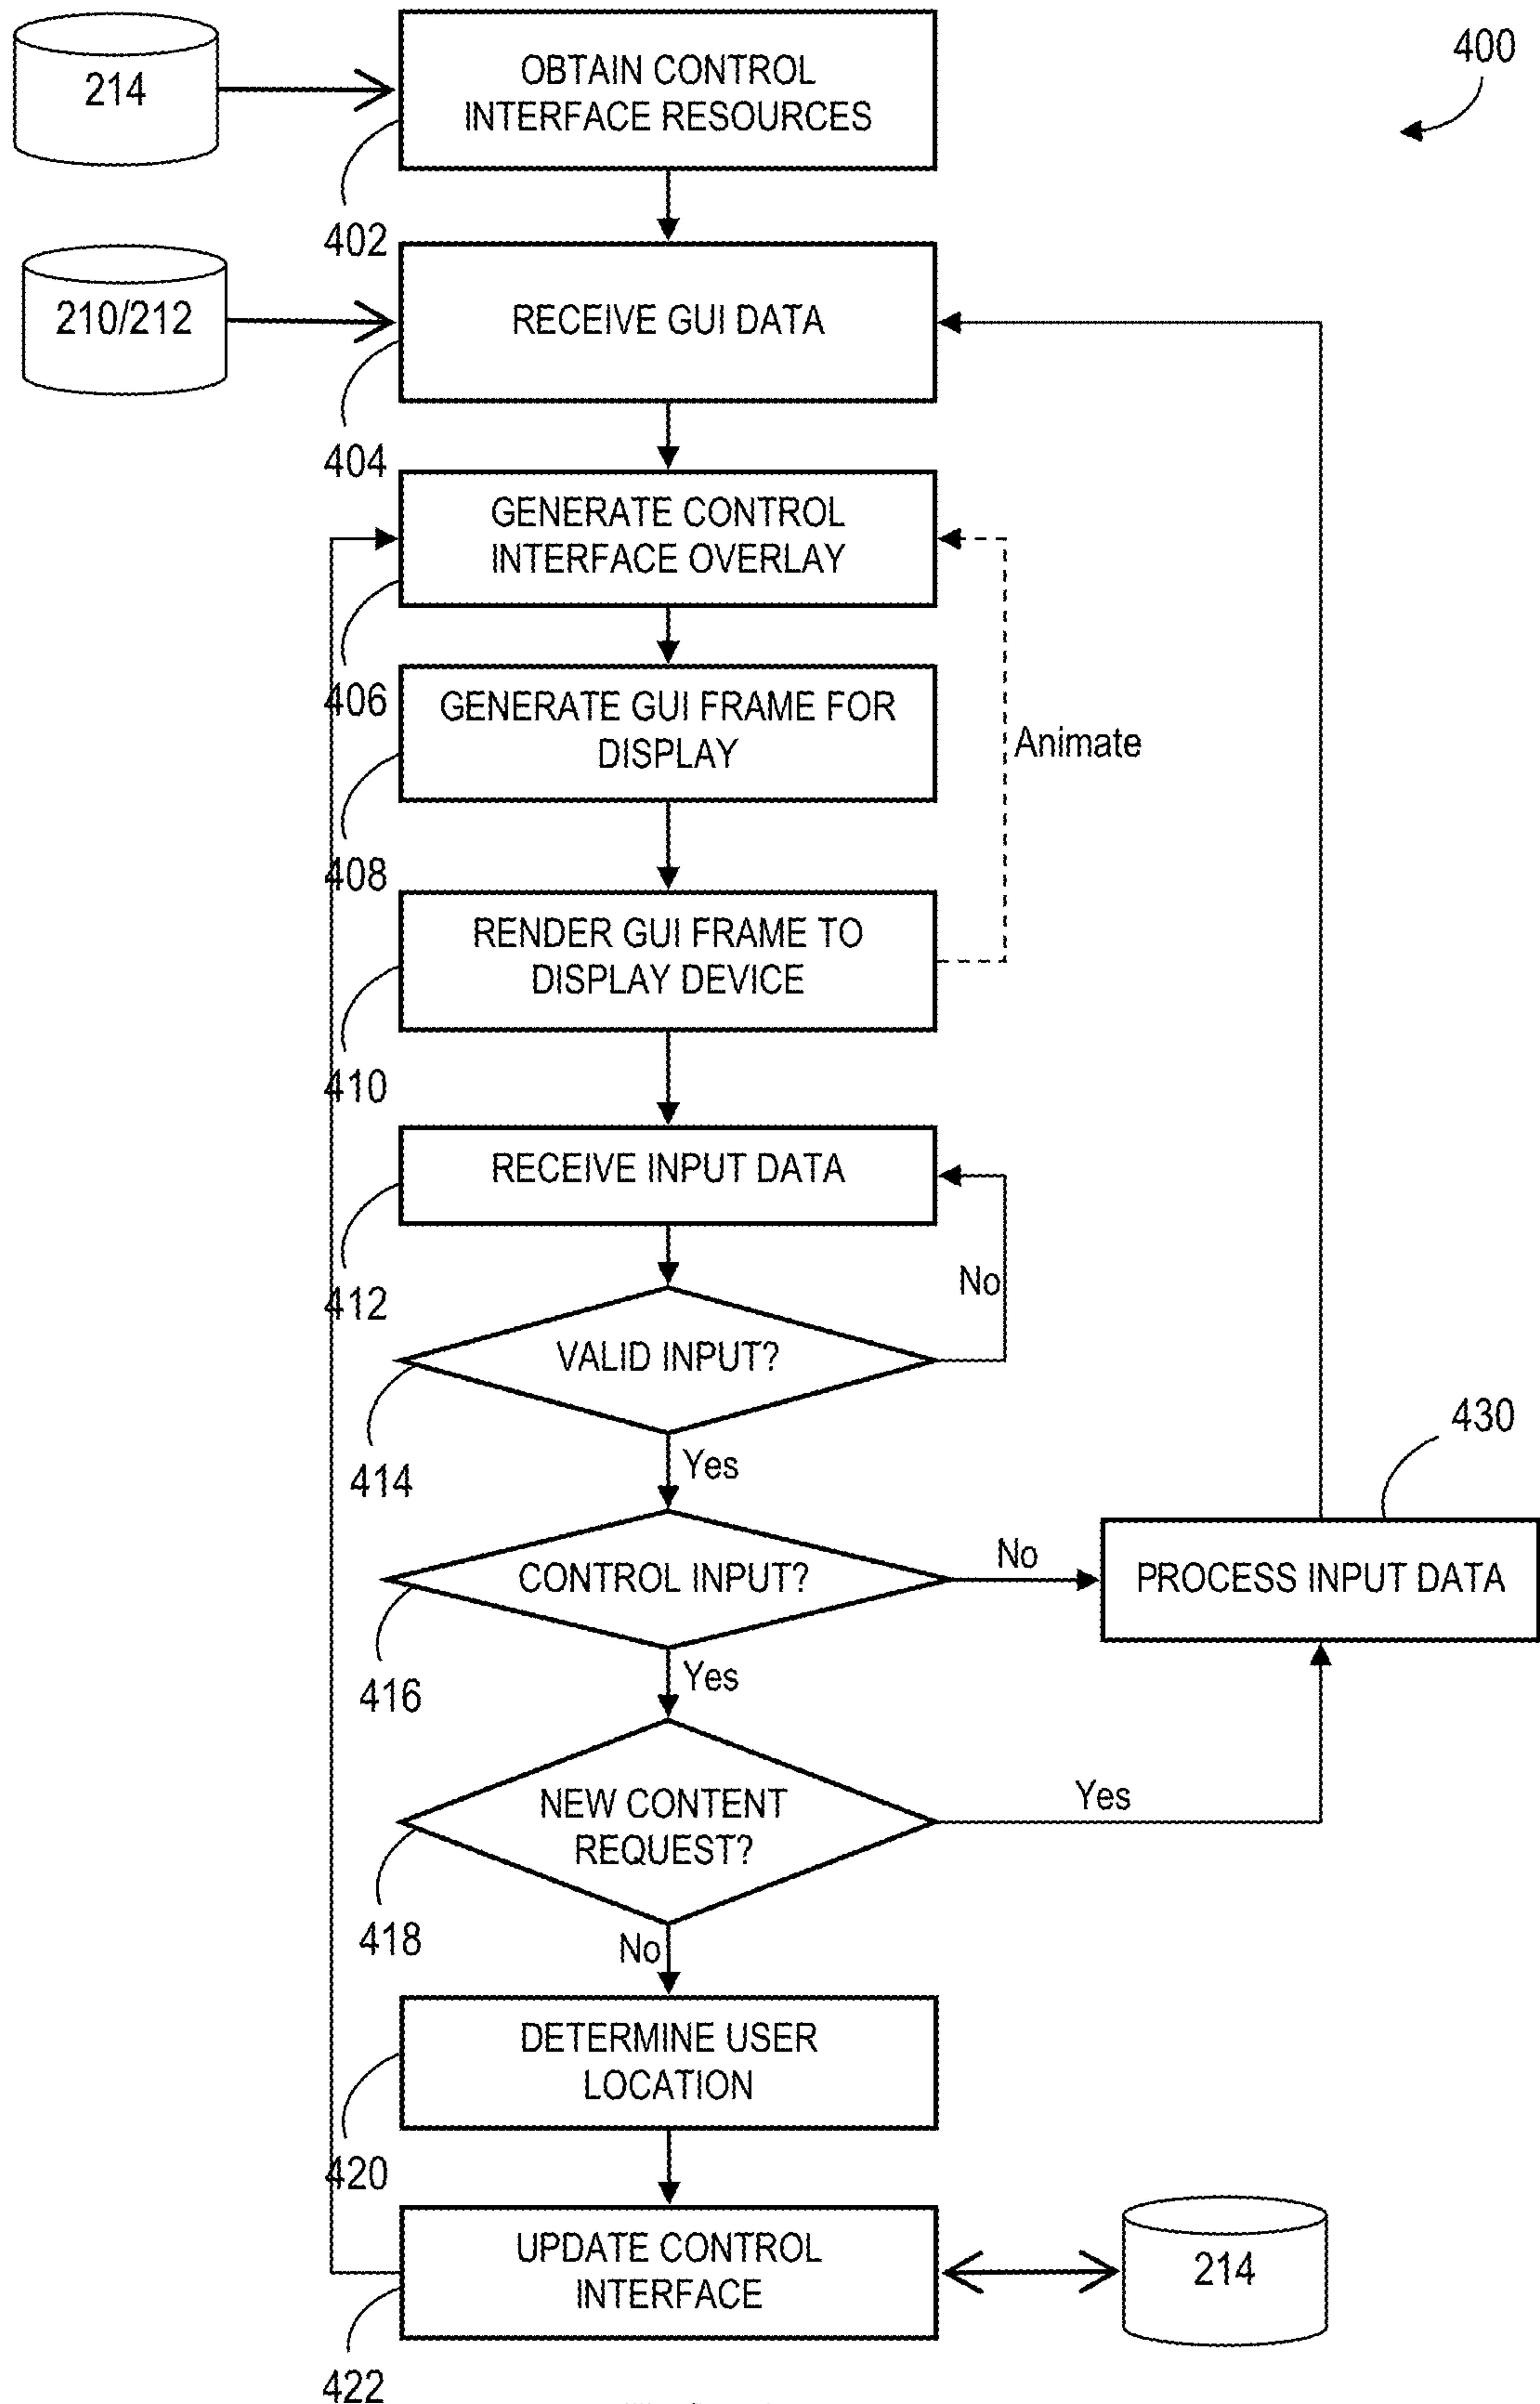 214
OBTAIN CONTROL
INTERFACE RESOURCES
400
402
210/212
RECEIVE GUI DATA
404
GENERATE CONTROL
INTERFACE OVERLAY
406
GENERATE GUI FRAME FOR
DISPLAY
Animate
408
RENDER GUI FRAME TO
DISPLAY DEVICE
410
RECEIVE INPUT DATA
412
No
VALID INPUT?
414
Yes
430
CONTROL INPUT?
No
PROCESS INPUT DATA
416
Yes
NEW CONTENT
REQUEST?
Yes
418
No
DETERMINE USER
LOCATION
420
UPDATE CONTROL
INTERFACE
214
422